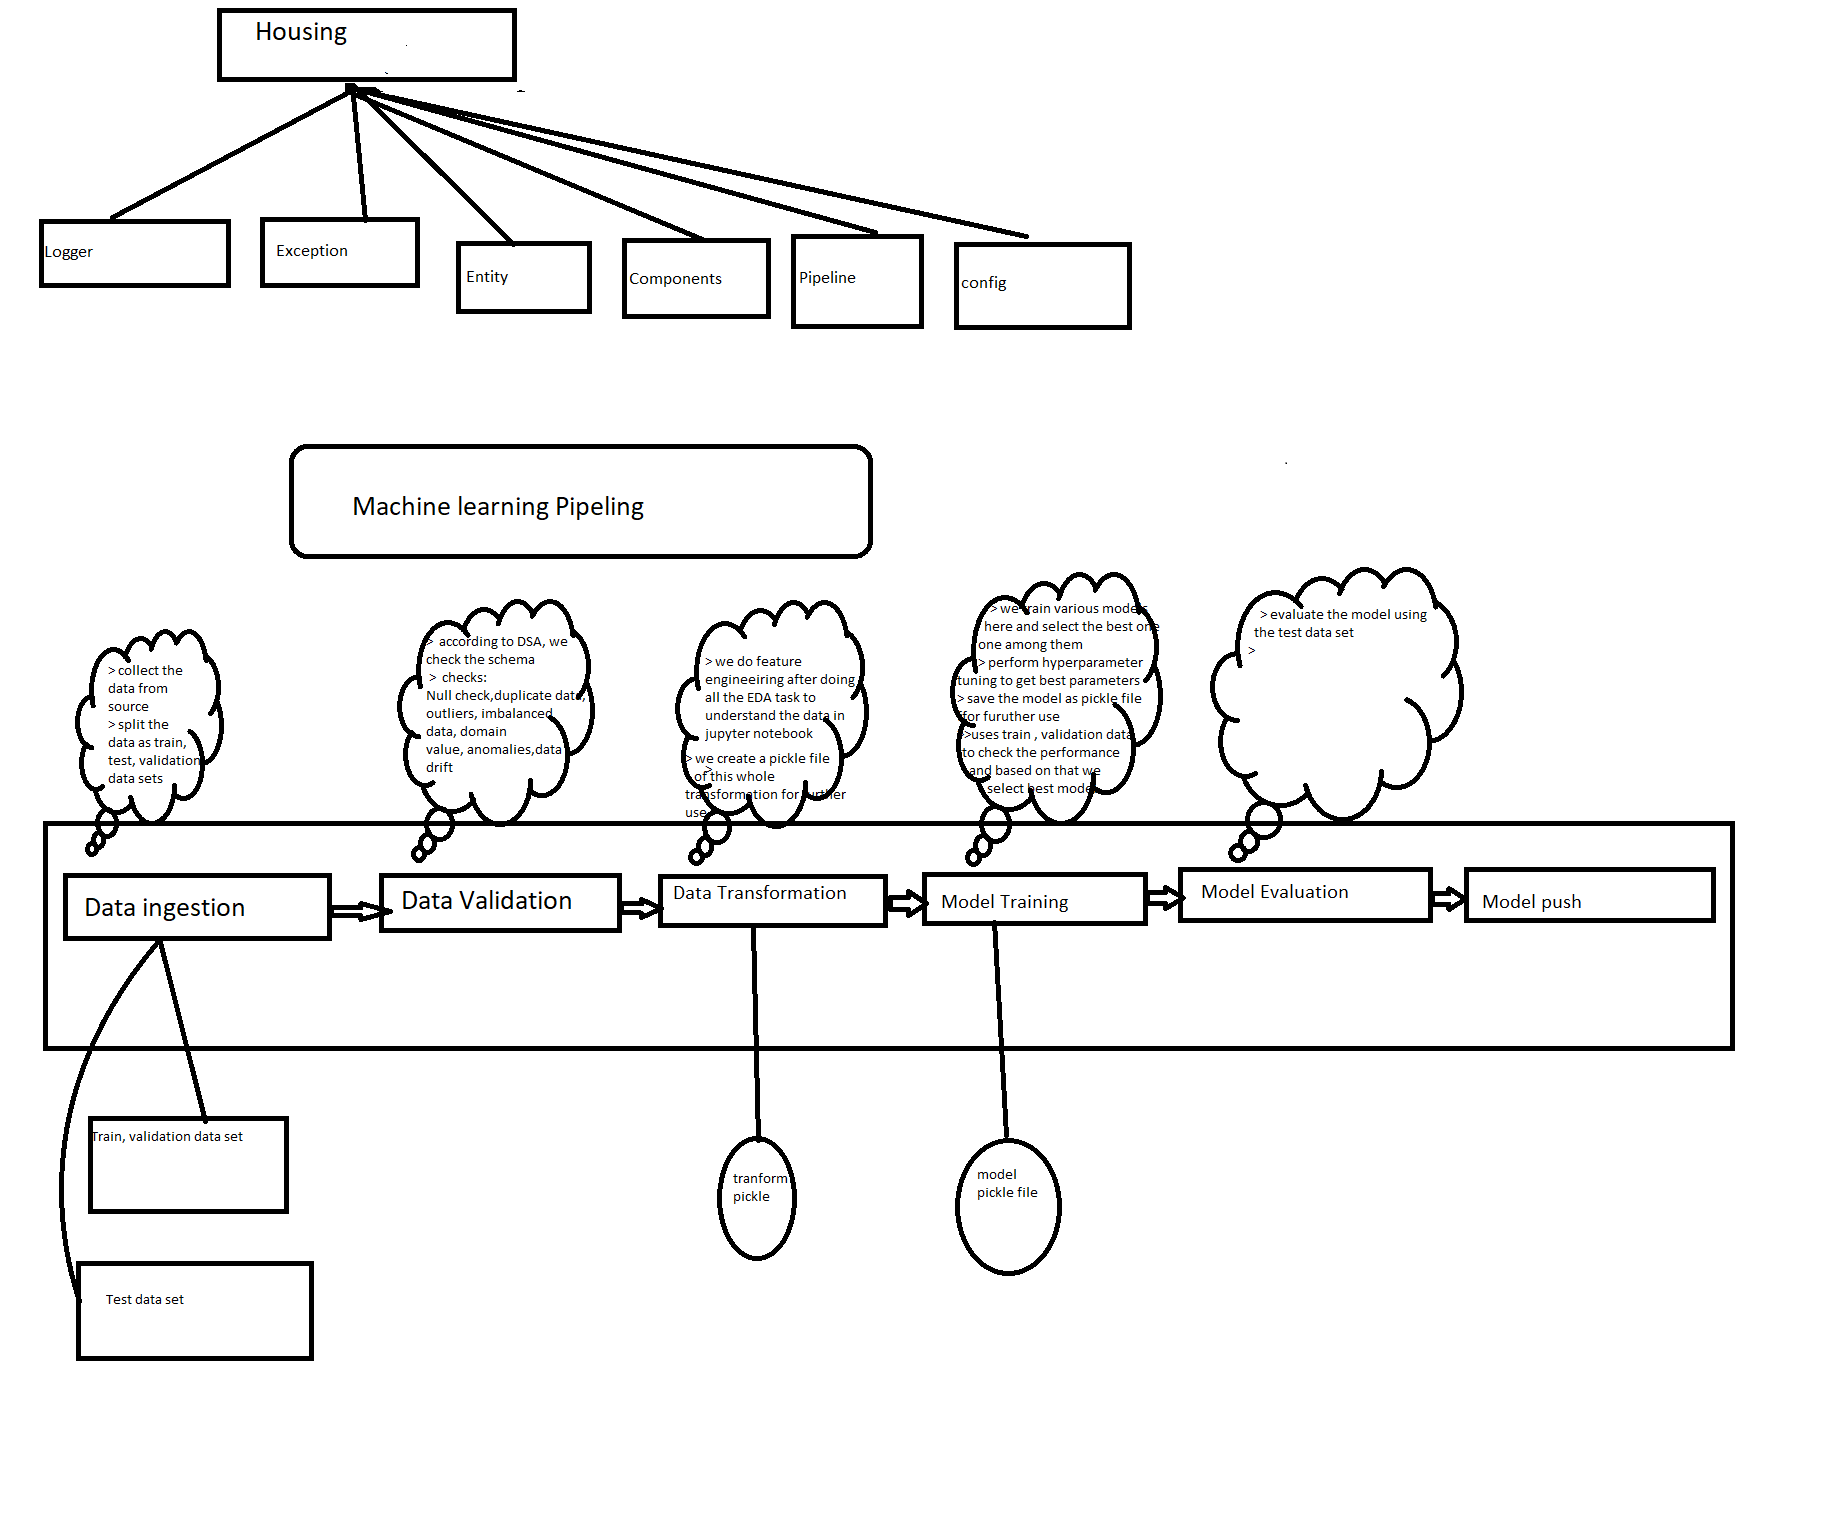 Housing
Logger
Exception
Entity
Components
Pipeline
config
Machine learning Pipeling
> collect the
data from
source
> split the
data as train,
test, validation
data sets
> according to DSA, we
check the schema
> checks:
Null check,duplicate data,
outliers, imbalanced
data, domain
value, anomalies,data
drift
> we do feature
engineeiring after doing
all the EDA task to
understand the data in
jupyter notebook
>
> we create a pickle file
of this whole
transformation for further
use
> we train various models
here and select the best one
one among them
> perform hyperparameter
tuning to get best parameters
> save the model as pickle file
for furuther use
>uses train , validation data
to check the performance
and based on that we
select best model
> evaluate the model using
the test data set
>
Data ingestion
Data Validation
Data Transformation
Model Training
Model Evaluation
Model push
Train, validation data set
Test data set
tranform
pickle
model
pickle file